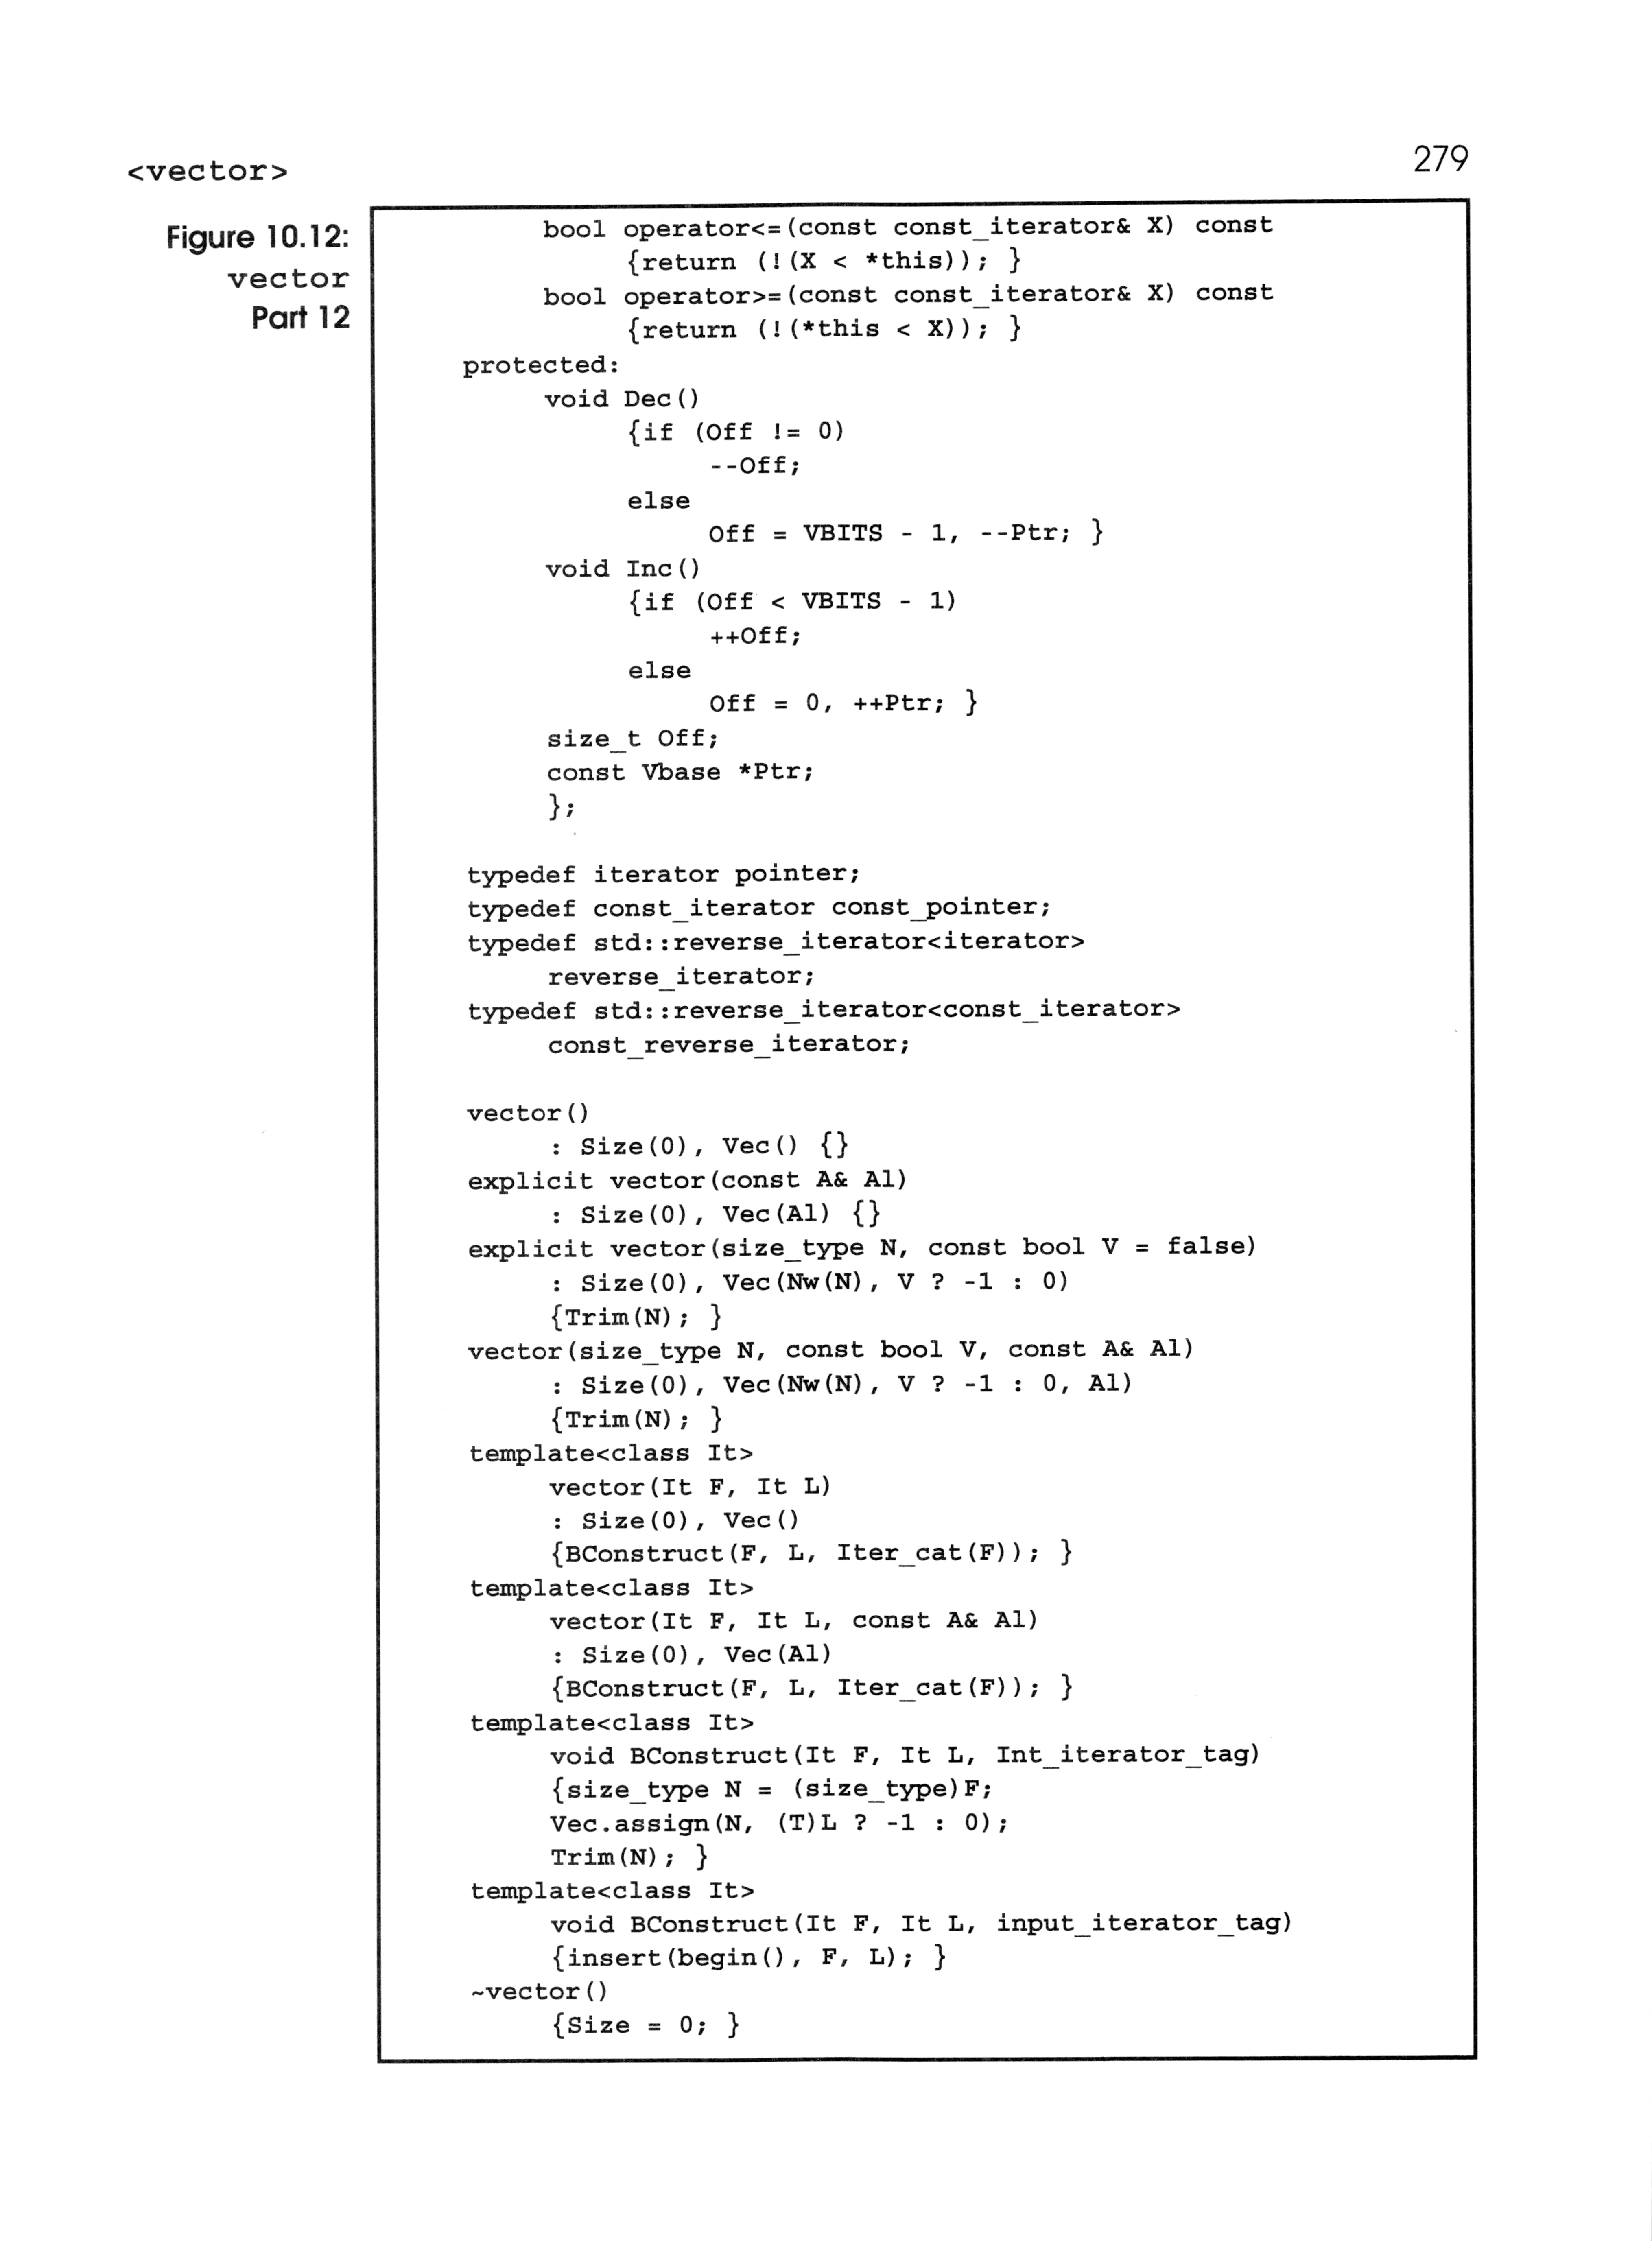 <vector>
279
Figure 10.12:
vector
Part 12
bool operator<=(const const_iterator& X) const
{return (!(X < *this)); }
bool operator>=(const const_iterator& X) const
{return (!(*this < X)); }
protected:
void Dec()
{if (Off != 0)
--Off;
else
Off = VBITS - 1, --Ptr; }
void Inc()
{if (Off < VBITS - 1)
++Off;
else
Off = 0, ++Ptr; }
size_t Off;
const Vbase *Ptr;
};
typedef iterator pointer;
typedef const_iterator const_pointer;
typedef std::reverse_iterator<iterator>
reverse_iterator;
typedef std::reverse_iterator<const_iterator>
const_reverse_iterator;
vector()
: Size(0), Vec() {}
explicit vector(const A& Al)
: Size(0), Vec(Al) {}
explicit vector(size_type N, const bool V = false)
: Size(0), Vec(Nw(N), V ? -1 : 0)
{Trim(N); }
vector(size_type N, const bool V, const A& Al)
: Size(0), Vec(Nw(N), V ? -1 : 0, Al)
{Trim(N); }
template<class It>
vector(It F, It L)
: Size(0), Vec()
{BConstruct(F, L, Iter_cat(F)); }
template<class It>
vector(It F, It L, const A& Al)
: Size(0), Vec(Al)
{BConstruct(F, L, Iter_cat(F)); }
template<class It>
void BConstruct(It F, It L, Int_iterator_tag)
{size_type N = (size_type)F;
Vec.assign(N, (T)L ? -1 : 0);
Trim(N); }
template<class It>
void BConstruct(It F, It L, input_iterator_tag)
{insert(begin(), F, L); }
~vector()
{Size = 0; }